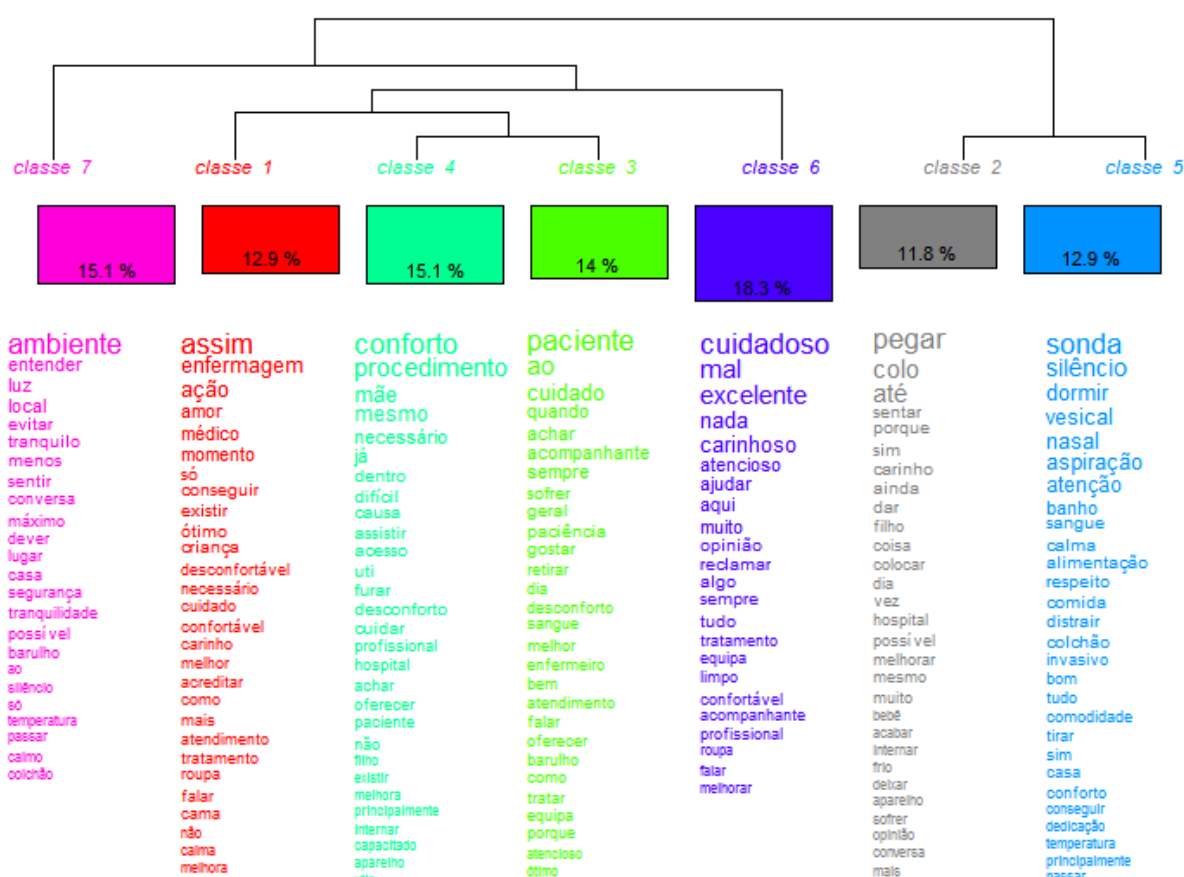 classe 7
classe 1
classe 4
classe 3
classe 6
classe 2
classe 5
15.1 %
12.9 %
15.1 %
14 %
18.3 %
11.8 %
12.9 %
ambiente
entender
luz
local
evitar
tranquilo
menos
sentir
conversa
máximo
dever
lugar
casa
segurança
tranquilidade
possível
barulho
ao
silêncio
só
temperatura
passar
calmo
colchão
assim
enfermagem
ação
amor
médico
momento
só
conseguir
existir
ótimo
criança
desconfortável
necessário
cuidado
confortável
carinho
melhor
acreditar
como
mais
atendimento
tratamento
roupa
falar
cama
não
calma
melhora
conforto
procedimento
mãe
mesmo
necessário
já
dentro
difícil
causa
assistir
acesso
uti
furar
desconforto
cuidar
profissional
hospital
achar
oferecer
paciente
não
filho
existir
melhora
principalmente
internar
capacitado
aparelho
paciente
ao
cuidado
quando
achar
acompanhante
sempre
sofrer
geral
paciência
gostar
retirar
dia
desconforto
sangue
melhor
enfermeiro
bem
atendimento
falar
oferecer
barulho
como
tratar
equipa
porque
atencioso
ótimo
cuidadoso
mal
excelente
nada
carinhoso
atencioso
ajudar
aqui
muito
opinião
reclamar
algo
sempre
tudo
tratamento
equipa
limpo
confortável
acompanhante
profissional
roupa
falar
melhorar
pegar
colo
até
sentar
porque
sim
carinho
ainda
dar
filho
coisa
colocar
dia
vez
hospital
possível
melhorar
mesmo
muito
bebê
acabar
internar
frio
deixar
aparelho
sofrer
opinião
conversa
mais
sonda
silêncio
dormir
vesical
nasal
aspiração
atenção
banho
sangue
calma
alimentação
respeito
comida
distrair
colchão
invasivo
bom
tudo
comodidade
tirar
sim
casa
conforto
conseguir
dedicação
temperatura
principalmente
passar